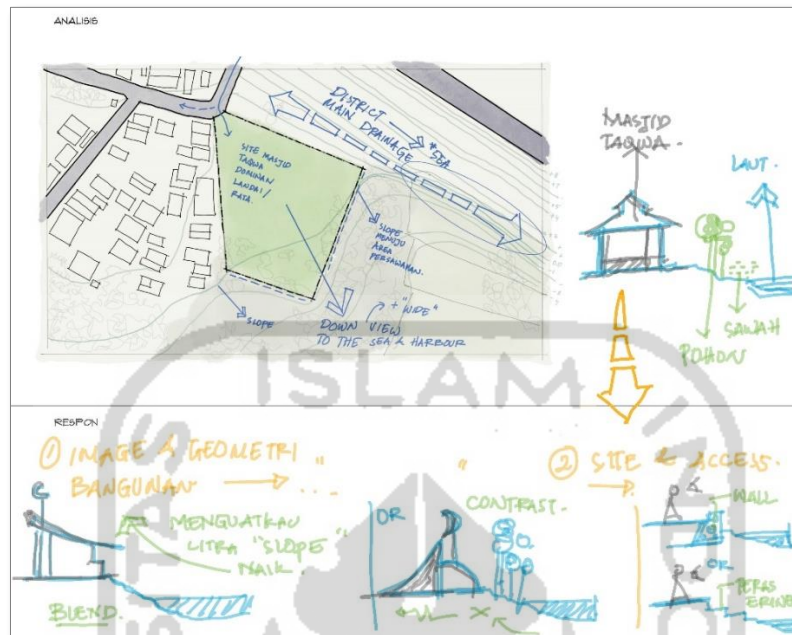 ANALISIS
SITE MASJID
TAQWA
DOMINAN
LANDAI /
RATA.
DISTRICT → SEA
MAIN DRAINAGE
SLOPE
MENUJU
AREA
PERSAWAHAN.
SLOPE
+ "WIDE"
DOWN VIEW
TO THE SEA & HARBOUR
MASJID
TAQWA
LAUT.
SAWAH
POHON
ISLAM
RESPON
① IMAGE & GEOMETRI
BANGUNAN → ....
MENGUATKAN
CITRA "SLOPE"
NAIK.
BLEND.
OR
CONTRAST.
② SITE & ACCESS.
WALL
OR